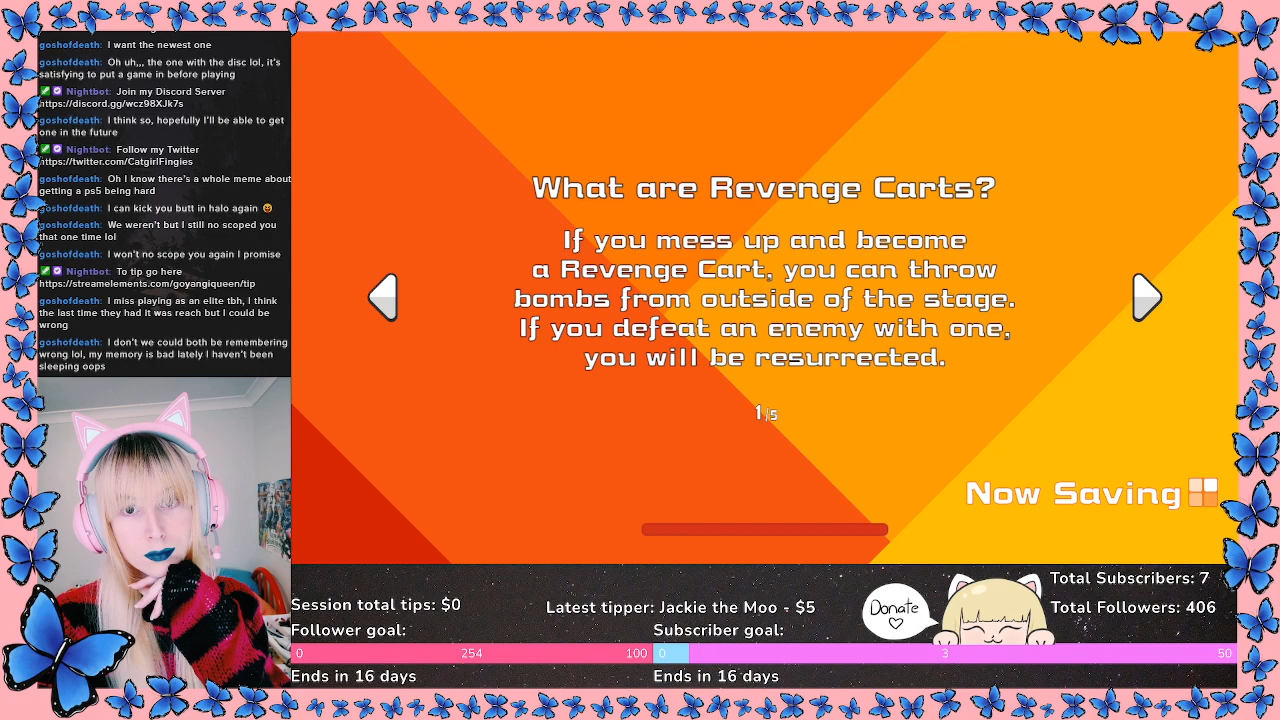 goshofdeath: I want the newest one
goshofdeath: Oh uh,,, the one with the disc lol, it's
satisfying to put a game in before playing
Nightbot: Join my Discord Server
https://discord.gg/wcz98XJk7s
goshofdeath: I think so, hopefully I'll be able to get
one in the future
Nightbot: Follow my Twitter
https://twitter.com/CatgirlFingies
goshofdeath: Oh I know there's a whole meme about
getting a ps5 being hard
goshofdeath: I can kick you butt in halo again
goshofdeath: We weren't but I still no scoped you
that one time lol
goshofdeath: I won't no scope you again I promise
Nightbot: To tip go here
https://streamelements.com/goyangiqueen/tip
goshofdeath: I miss playing as an elite tbh, I think
the last time they had it was reach but I could be
wrong
goshofdeath: I don't we could both be remembering
wrong lol, my memory is bad lately I haven't been
sleeping oops
What are Revenge Carts?
If you mess up and become
a Revenge Cart, you can throw
bombs from outside of the stage.
If you defeat an enemy with one,
you will be resurrected.
1/5
Now Saving
Session total tips: $0
Latest tipper: Jackie the Moo - $5
Donate
Total Subscribers: 7
Total Followers: 406
Follower goal:
0 254 100
Ends in 16 days
Subscriber goal:
0 3 50
Ends in 16 days